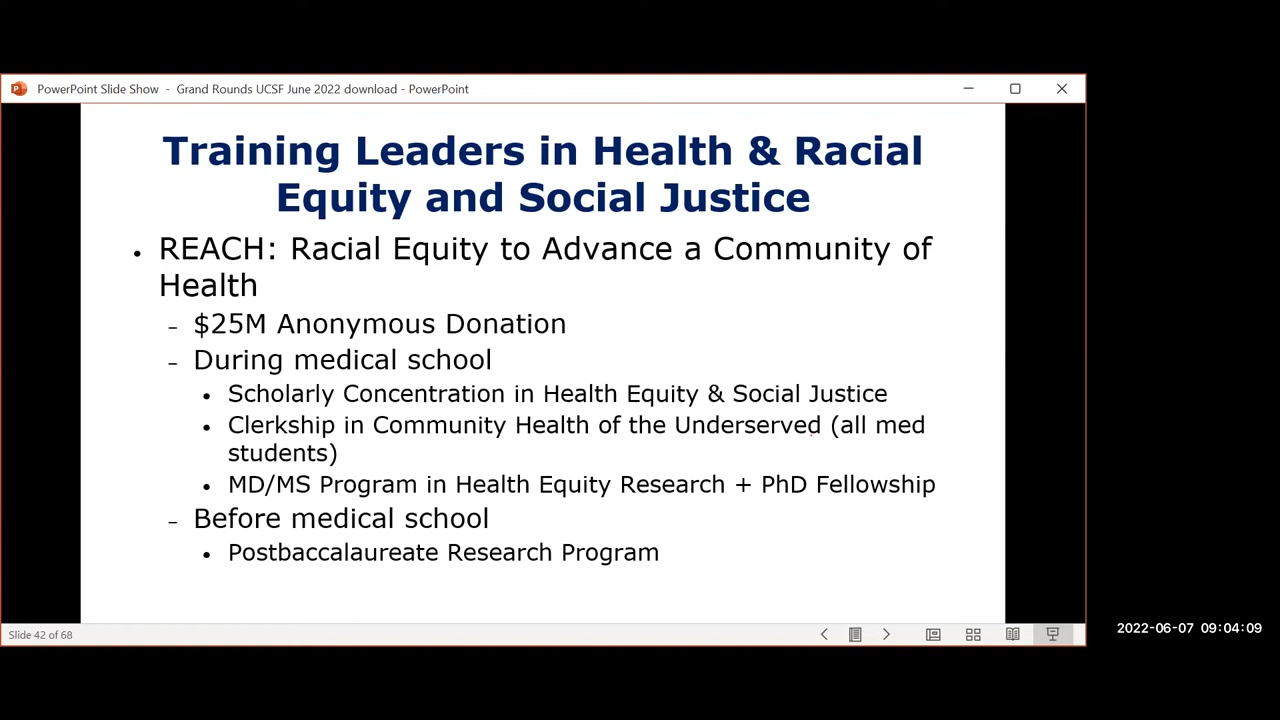 PowerPoint Slide Show - Grand Rounds UCSF June 2022 download - PowerPoint
Training Leaders in Health & Racial
Equity and Social Justice
• REACH: Racial Equity to Advance a Community of
Health
– $25M Anonymous Donation
– During medical school
• Scholarly Concentration in Health Equity & Social Justice
• Clerkship in Community Health of the Underserved (all med
students)
• MD/MS Program in Health Equity Research + PhD Fellowship
– Before medical school
• Postbaccalaureate Research Program
Slide 42 of 68
2022-06-07 09:04:09